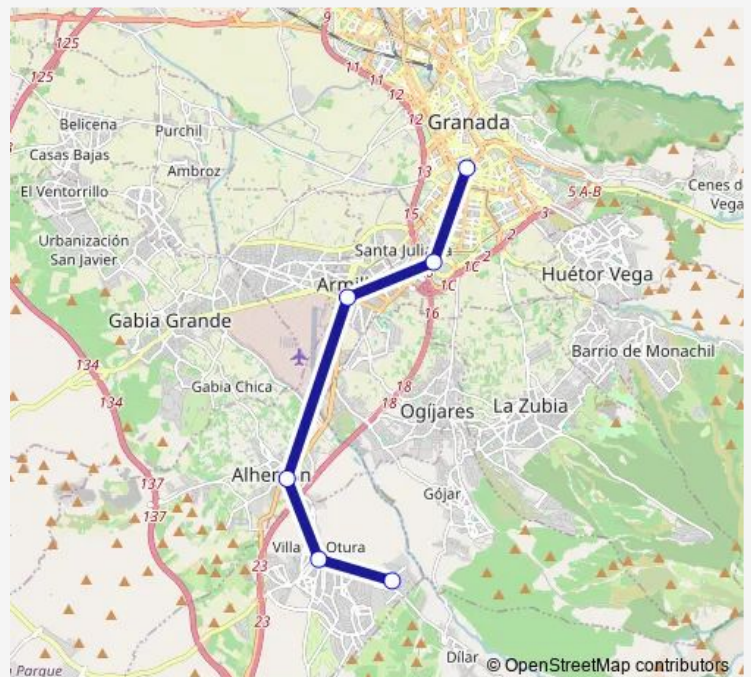 125
9
125
11
11
12
Granada
Belicena
Purchil
12
Casas Bajas
Ambroz
13
El Ventorrillo
5 A-B
Cenes d
Vega
15
3
2
Urbanización
San Javier
Santa Julia
2
1C
Huétor Vega
Armil
1C
16
Gabia Grande
134
Barrio de Monachil
Gabia Chica
18
134
18
Ogíjares
La Zubia
137
Alhen n
Gójar
137
Villa Otura
23
23
Dílar
Parque
© OpenStreetMap contributors